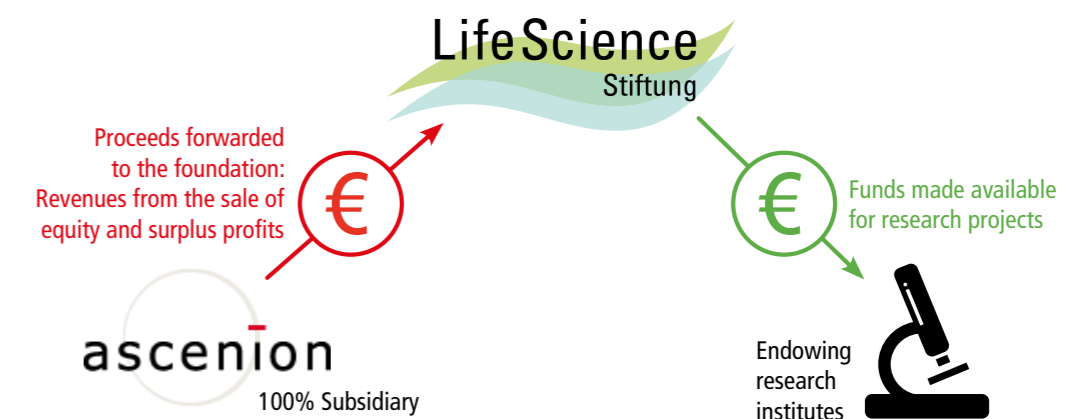 LifeScience
Stiftung
Proceeds forwarded
to the foundation:
Revenues from the sale of
equity and surplus profits
€
€
Funds made available
for research projects
ascenion
100% Subsidiary
Endowing
research
institutes